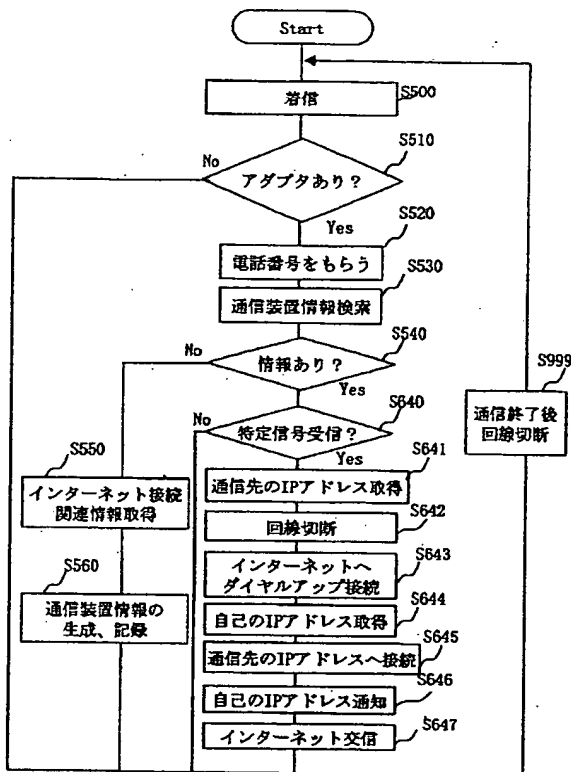 Start
着信
S500
S510
No
アダプタあり?
Yes
S520
電話番号をもらう
S530
通信装置情報検索
S540
No
情報あり?
Yes
S999
通信終了後
回線切断
S640
No
特定信号受信?
Yes
S641
通信先のIPアドレス取得
S550
インターネット接続
関連情報取得
S642
回線切断
S643
インターネットへ
ダイヤルアップ接続
S560
通信装置情報の
生成、記録
S644
自己のIPアドレス取得
S645
通信先のIPアドレスへ接続
S646
自己のIPアドレス通知
S647
インターネット交信